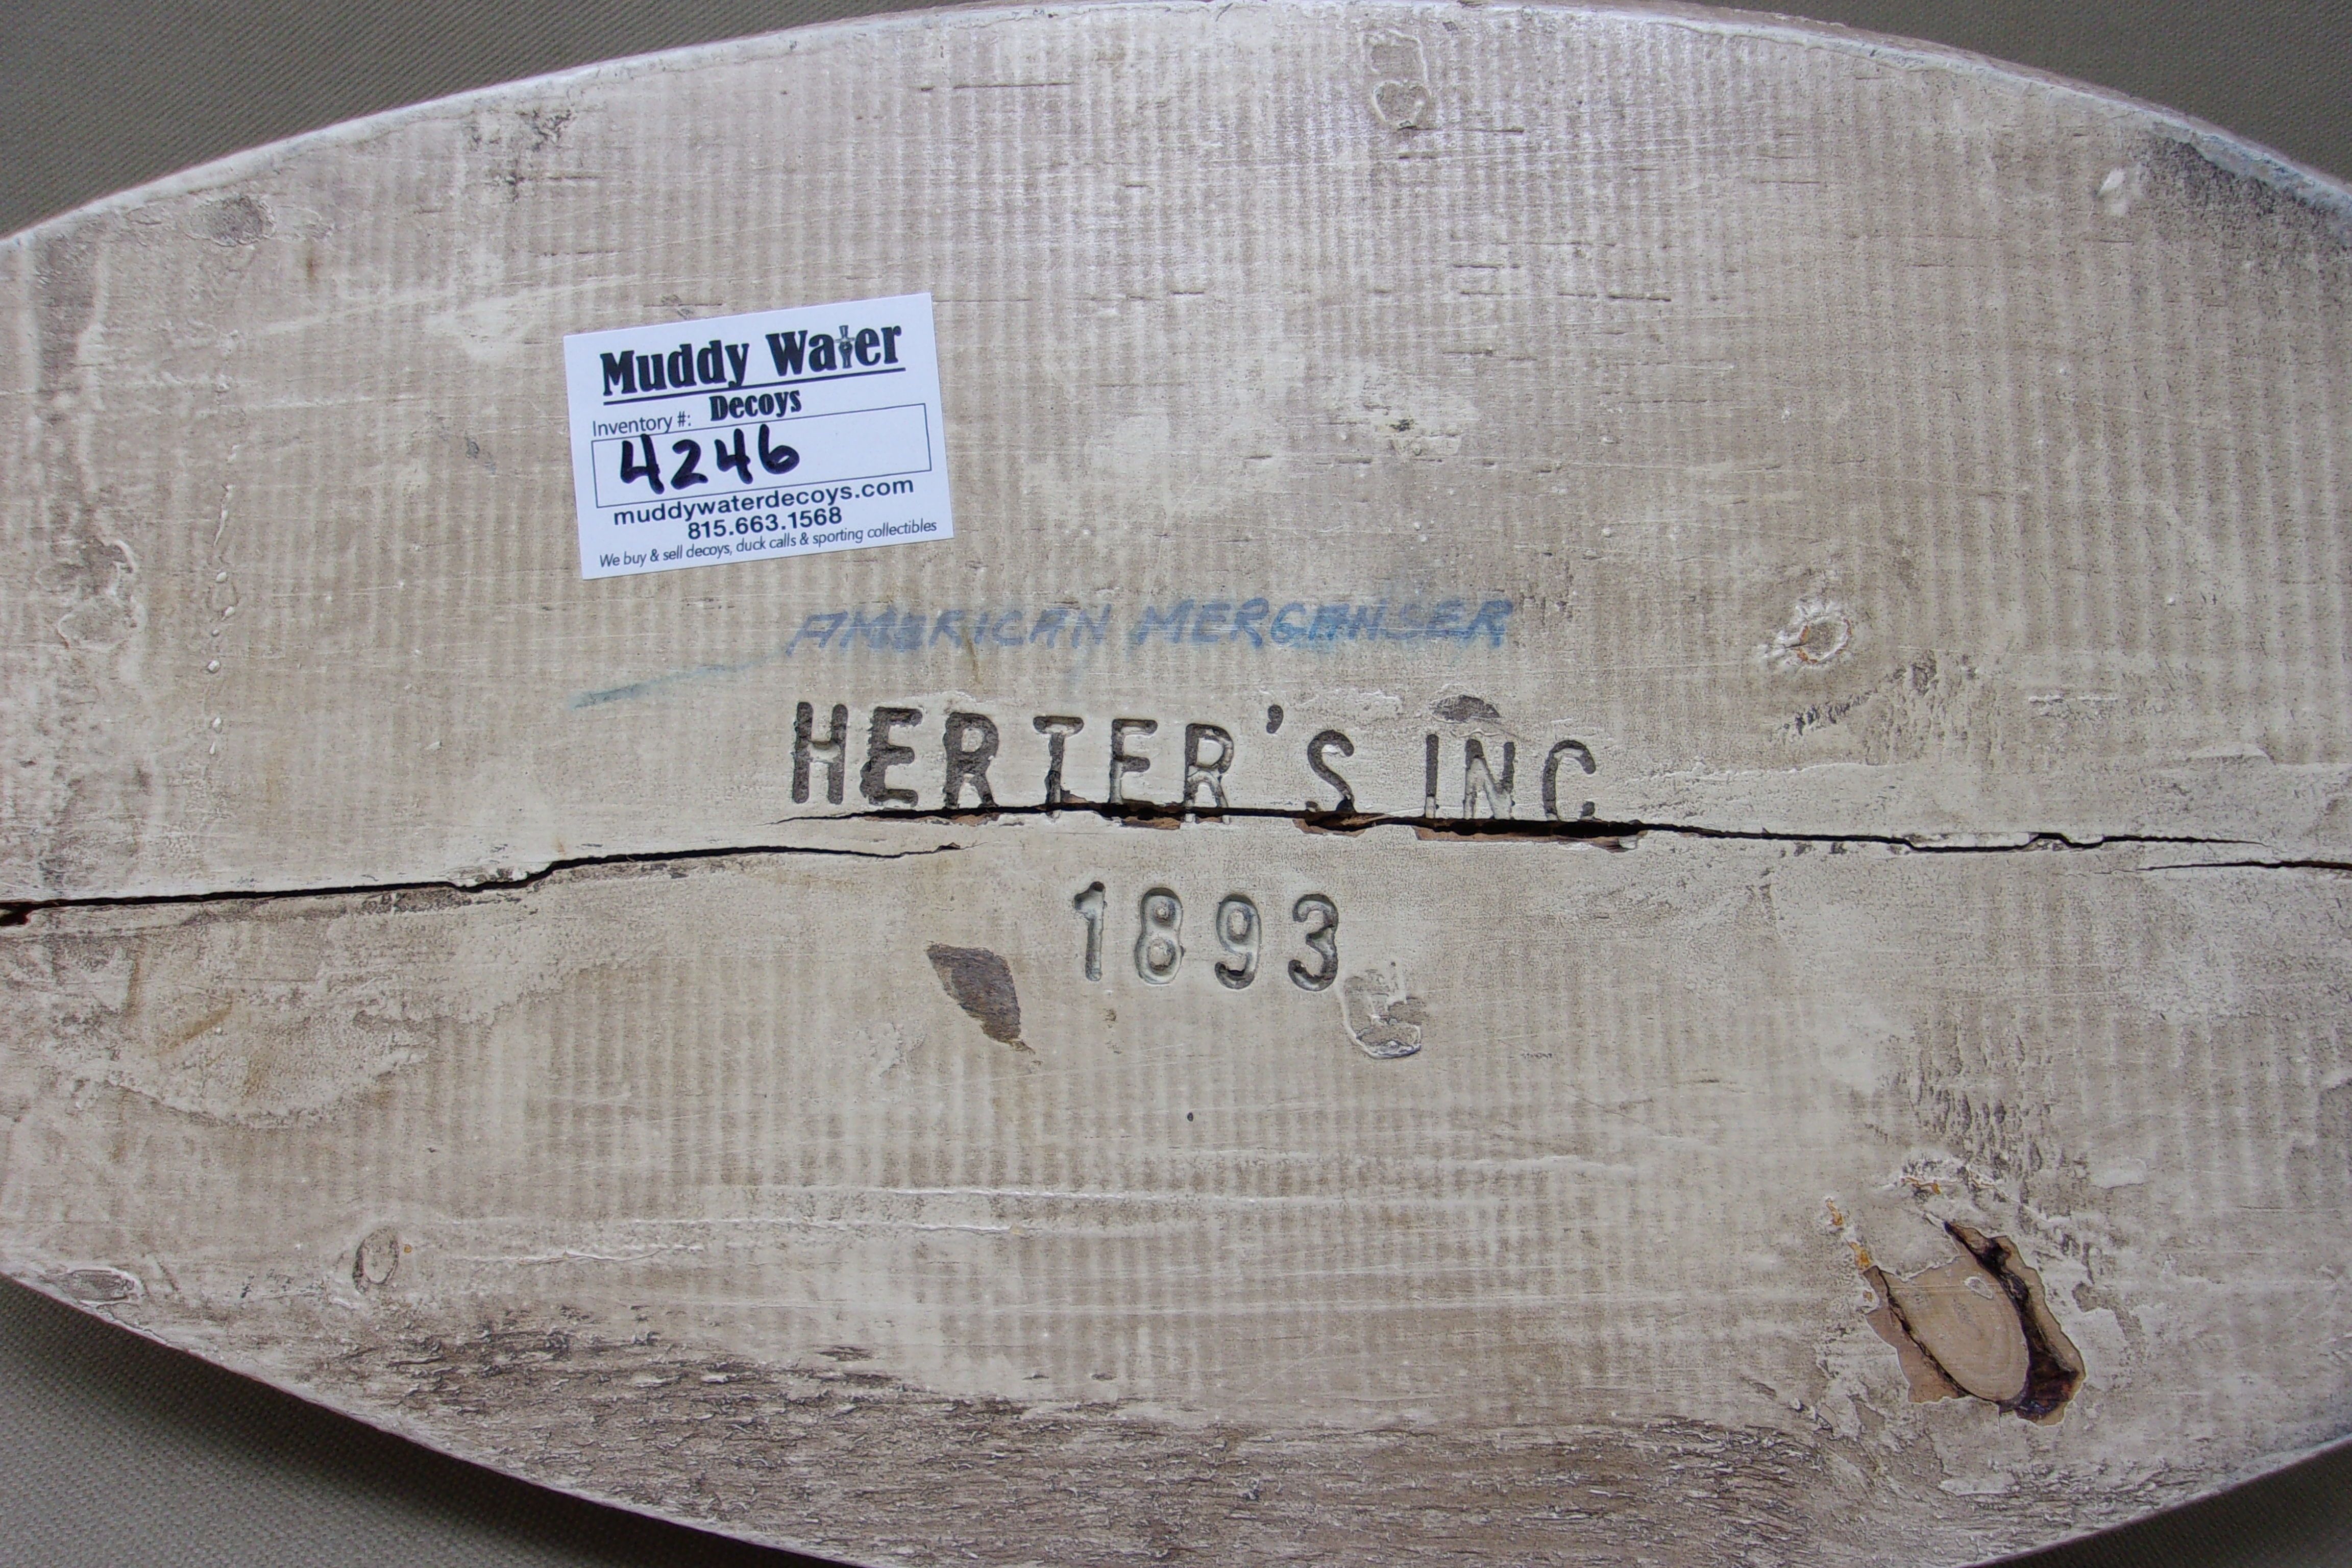 Muddy Water
Decoys
Inventory #:
4246
muddywaterdecoys.com
815.663.1568
We buy & sell decoys, duck calls & sporting collectibles
AMERICAN MERGANSER
HERTER'S INC
1893